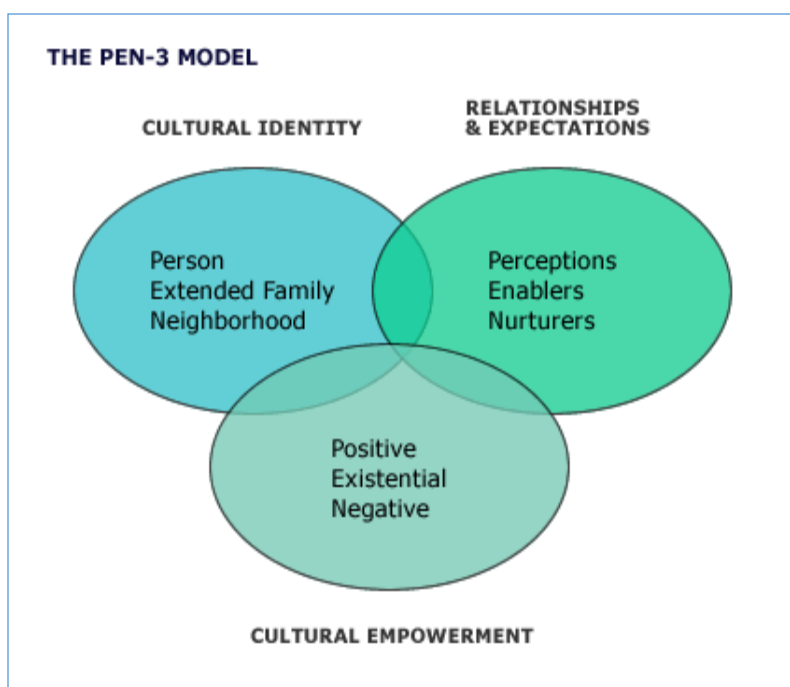 THE PEN-3 MODEL
CULTURAL IDENTITY
RELATIONSHIPS
& EXPECTATIONS
Person
Extended Family
Neighborhood
Perceptions
Enablers
Nurturers
Positive
Existential
Negative
CULTURAL EMPOWERMENT